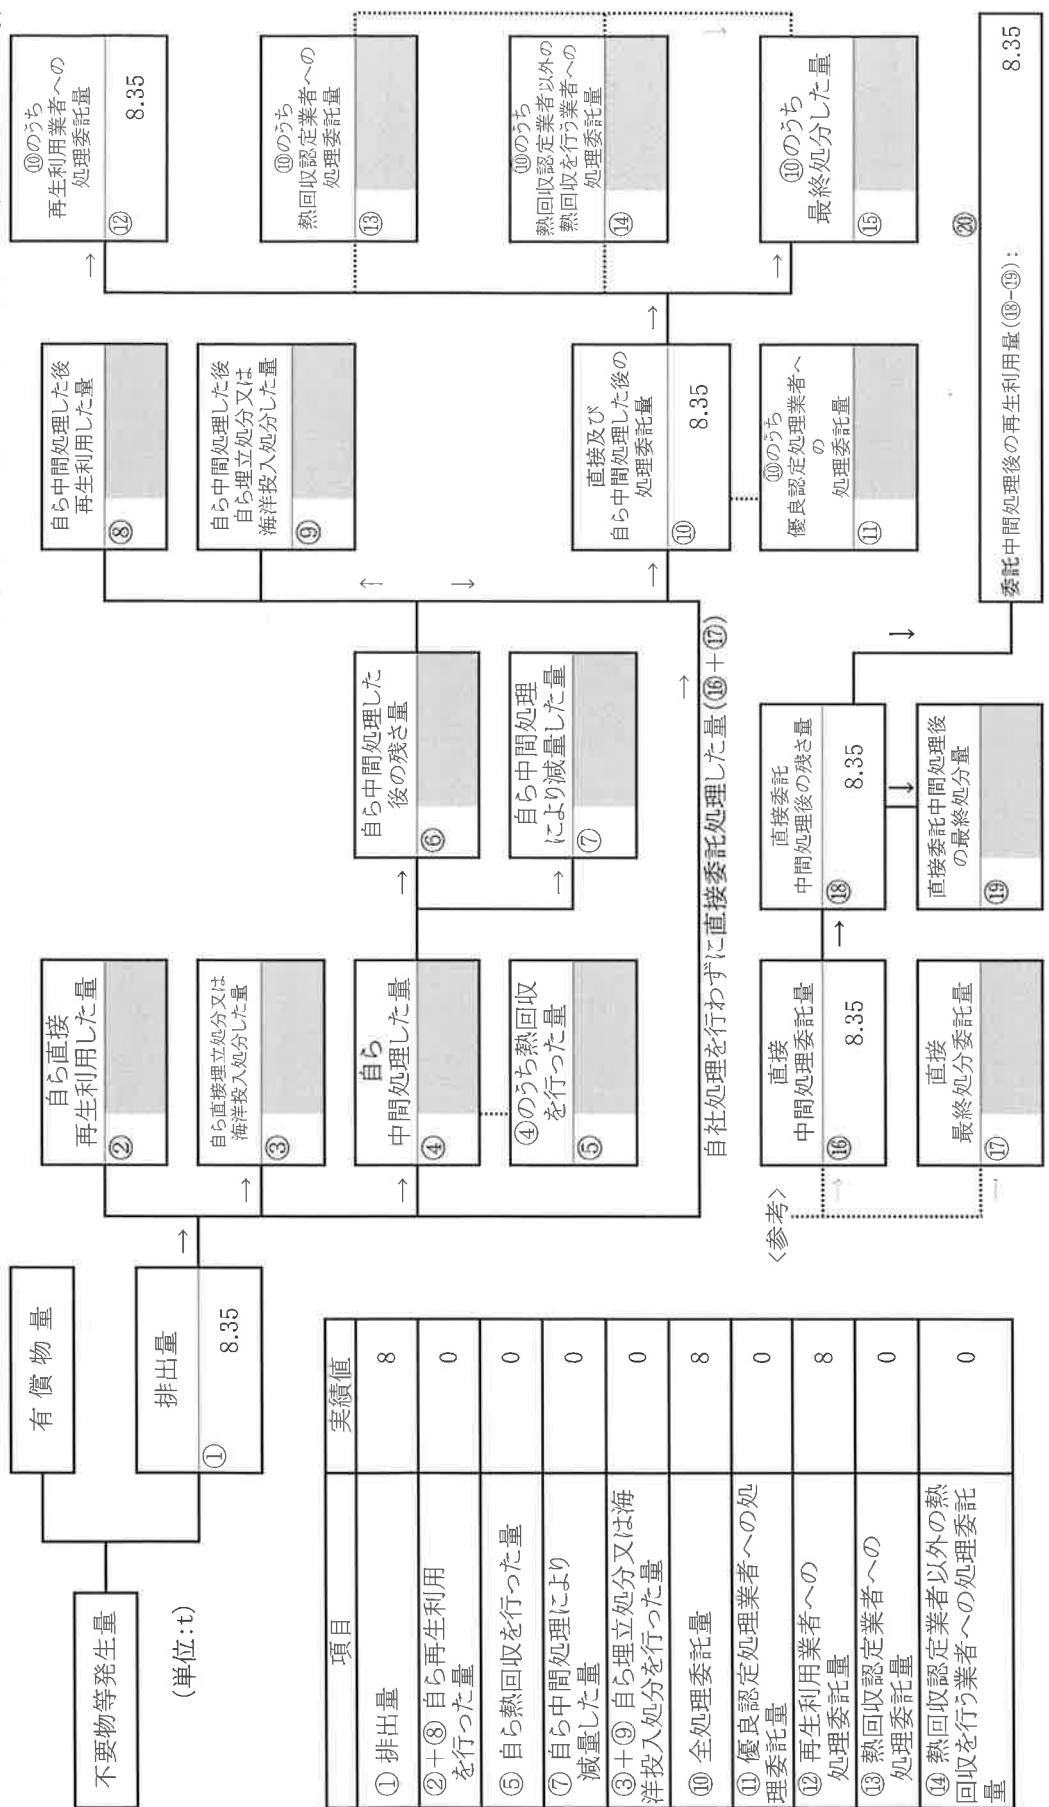 不要物等発生量
(単位:t)
有 償 物 量
排出量
①
8.35
自ら直接
再生利用した量
②
自ら直接埋立処分又は
海洋投入処分した量
③
自ら
中間処理した量
④
④のうち熱回収
を行った量
⑤
自ら中間処理した
後の残さ量
⑥
自ら中間処理
により減量した量
⑦
自ら中間処理した後
再生利用した量
⑧
自ら中間処理した後
自ら埋立処分又は
海洋投入処分した量
⑨
直接及び
自ら中間処理した後の
処理委託量
⑩
8.35
⑩のうち
優良認定処理業者へ
の
処理委託量
⑪
⑩のうち
再生利用業者への
処理委託量
⑫
8.35
⑩のうち
熱回収認定業者への
処理委託量
⑬
⑩のうち
熱回収認定業者以外の
熱回収を行う業者への
処理委託量
⑭
⑩のうち
最終処分した量
⑮
自社処理を行わずに直接委託処理した量(⑯+⑰)
<参考>
直接
中間処理委託量
⑯
8.35
直接
最終処分委託量
⑰
直接委託
中間処理後の残さ量
⑱
8.35
直接委託中間処理後
の最終処分量
⑲
⑳
委託中間処理後の再生利用量(⑱-⑲):
8.35
項目 実績値
① 排出量 8
②+⑧ 自ら再生利用
を行った量 0
⑤ 自ら熱回収を行った量 0
⑦ 自ら中間処理により
減量した量 0
③+⑨ 自ら埋立処分又は海
洋投入処分を行った量 0
⑩ 全処理委託量 8
⑪ 優良認定処理業者への処
理委託量 0
⑫ 再生利用業者への
処理委託量 8
⑬ 熱回収認定業者への
処理委託量 0
⑭ 熱回収認定業者以外の熱
回収を行う業者への処理委託
量 0